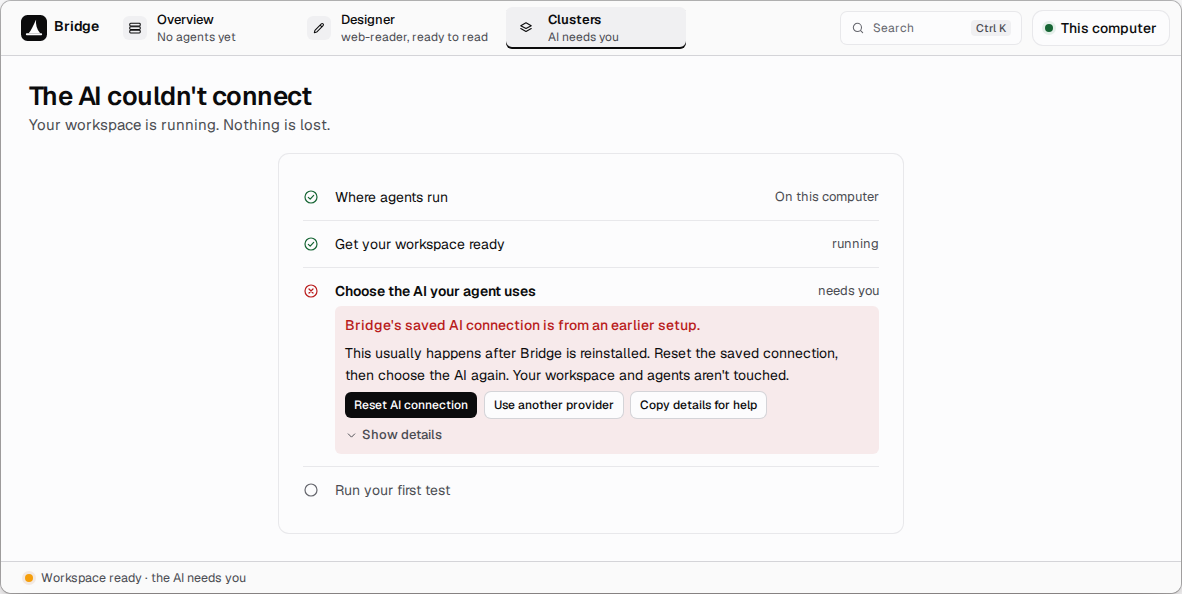 Bridge
Overview
No agents yet
Designer
web-reader, ready to read
Clusters
AI needs you
Search
Ctrl K
This computer
The AI couldn't connect
Your workspace is running. Nothing is lost.
Where agents run
On this computer
Get your workspace ready
running
Choose the AI your agent uses
needs you
Bridge's saved AI connection is from an earlier setup.
This usually happens after Bridge is reinstalled. Reset the saved connection,
then choose the AI again. Your workspace and agents aren't touched.
Reset AI connection
Use another provider
Copy details for help
Show details
Run your first test
Workspace ready · the AI needs you